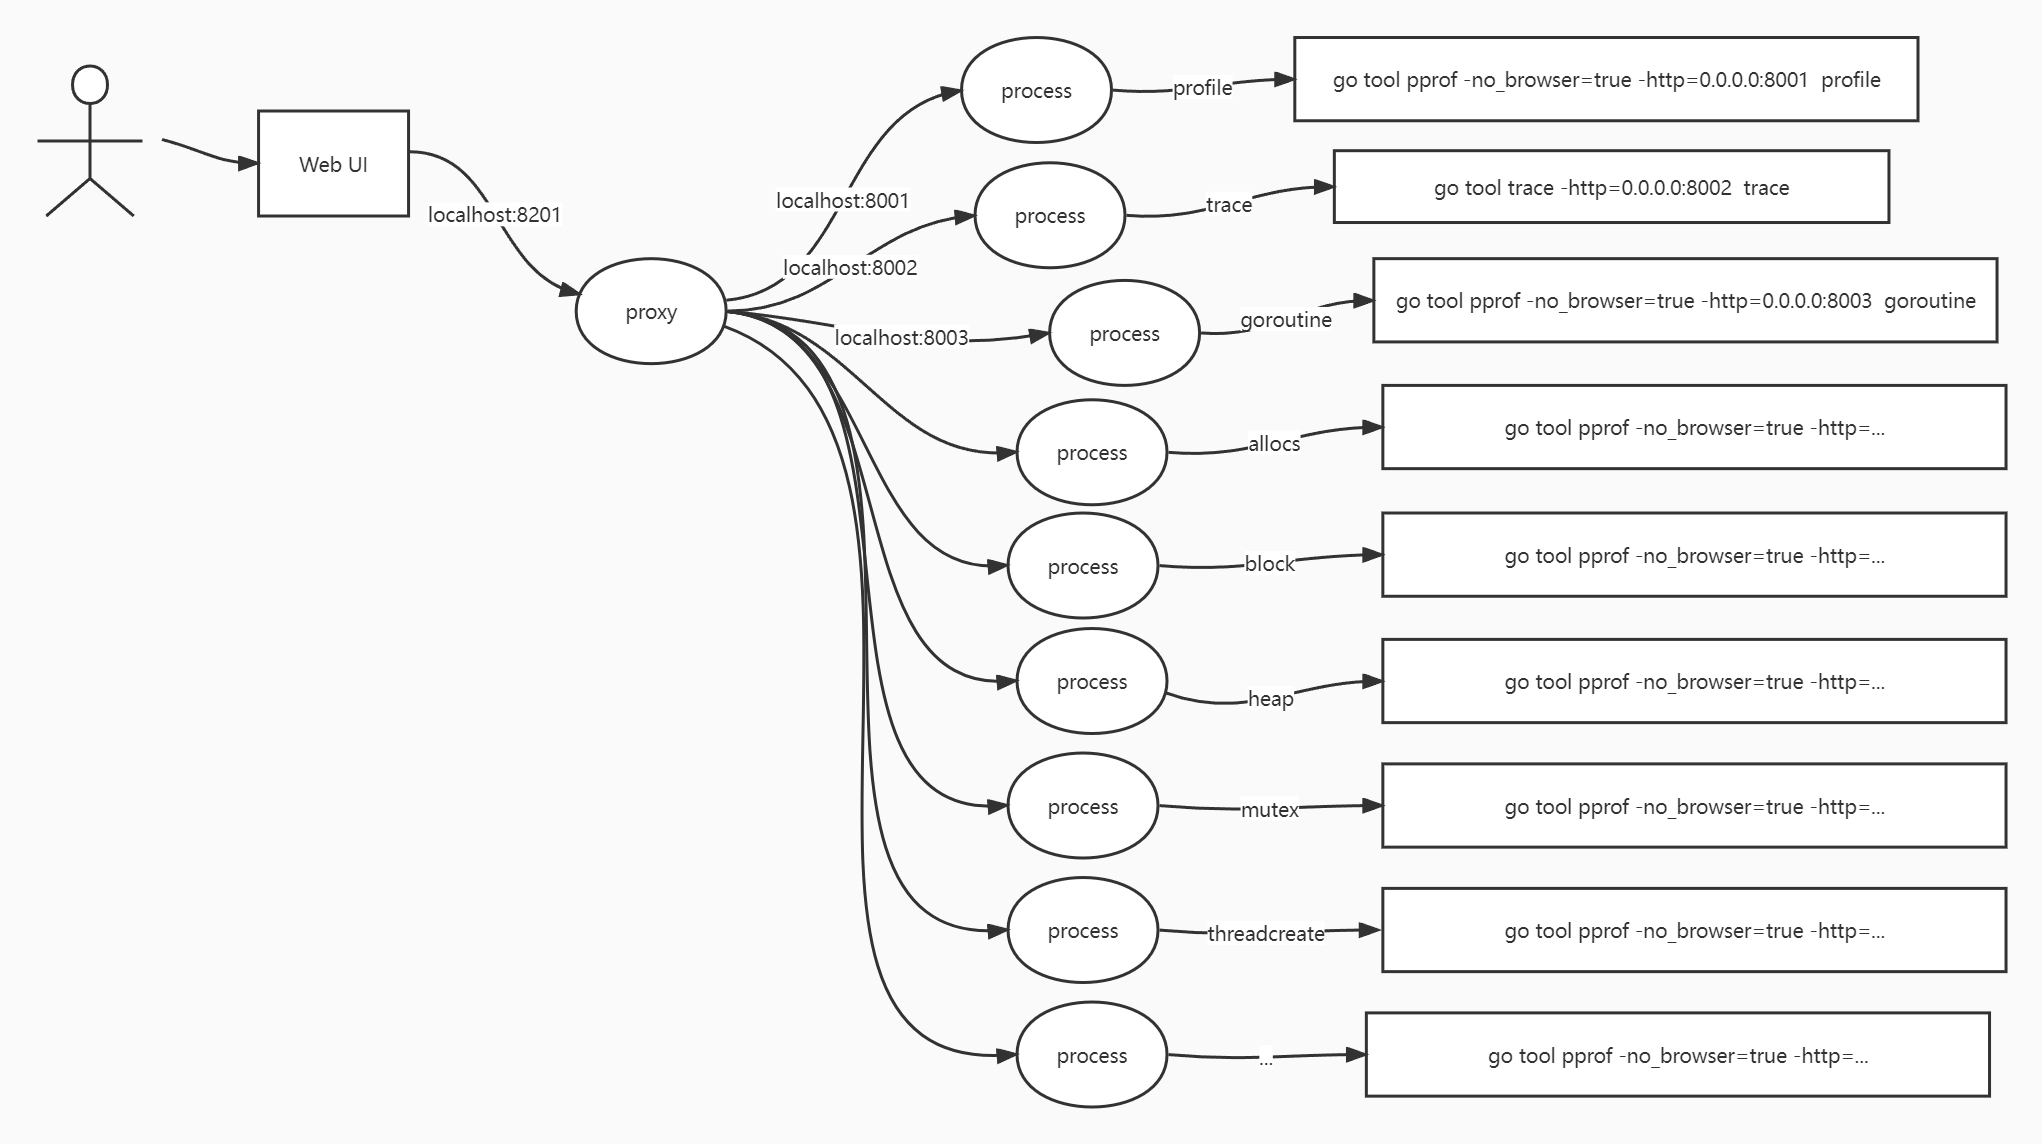 Web UI
localhost:8201
proxy
localhost:8001
process
profile
go tool pprof -no_browser=true -http=0.0.0.0:8001  profile
localhost:8002
process
trace
go tool trace -http=0.0.0.0:8002  trace
localhost:8003
process
goroutine
go tool pprof -no_browser=true -http=0.0.0.0:8003  goroutine
process
allocs
go tool pprof -no_browser=true -http=...
process
block
go tool pprof -no_browser=true -http=...
process
heap
go tool pprof -no_browser=true -http=...
process
mutex
go tool pprof -no_browser=true -http=...
process
threadcreate
go tool pprof -no_browser=true -http=...
process
...
go tool pprof -no_browser=true -http=...